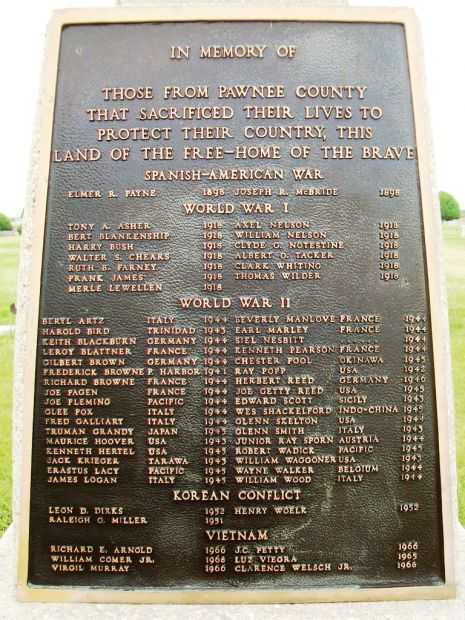 IN MEMORY OF
THOSE FROM PAWNEE COUNTY
THAT SACRIFICED THEIR LIVES TO
PROTECT THEIR COUNTRY, THIS
LAND OF THE FREE-HOME OF THE BRAVE
SPANISH-AMERICAN WAR
ELMER R. PAYNE 1898 JOSEPH R. McBRIDE 1898
WORLD WAR I
TONY A. ASHER 1918 AXEL NELSON 1918
BERT BLANKENSHIP 1918 WILLIAM NELSON 1918
HARRY BUSH 1918 CLYDE G. NOTESTINE 1918
WALTER S. CHEARS 1918 ALBERT O. TACKER 1918
RUTH B. FARNEY 1918 CLARK WHITING 1918
FRANK JAMES 1918 THOMAS WILDER 1918
MERLE LEWELLEN 1918
WORLD WAR II
BERYL ARTZ ITALY 1944 BEVERLY MANLOVE FRANCE 1944
HAROLD BIRD TRINIDAD 1943 EARL MARLEY FRANCE 1944
KEITH BLACKBURN GERMANY 1944 SIEL NESBITT 1944
LEROY BLATTNER FRANCE 1944 KENNETH PEARSON FRANCE 1944
GILBERT BROWN GERMANY 1944 CHESTER POOL OKINAWA 1945
FREDERICK BROWNE P. HARBOR 1941 RAY POPP USA 1942
RICHARD BROWNE FRANCE 1944 HERBERT REED GERMANY
JOE FAGEN FRANCE 1944 JOE GETTY REED USA 1943
JOE FLEMING PACIFIC 1944 EDWARD SCOTT SICILY 1943
GLEE FOX ITALY 1944 WES SHACKELFORD INDO-CHINA 1945
FRED GALLIART ITALY 1944 GLENN SKELTON USA 1944
TRUMAN GRANDY JAPAN 1945 GLENN SMITH ITALY 1943
MAURICE HOOVER USA 1943 JUNIOR RAY SPORN AUSTRIA 1944
KENNETH HERTEL USA 1945 ROBERT WADICK PACIFIC 1945
JACK KRIEGER TARAWA 1943 WILLIAM WAGGONER USA 1943
ERASTUS LACY PACIFIC 1945 WAYNE WALKER BELGIUM 1944
JAMES LOGAN ITALY 1945 WILLIAM WOOD ITALY 1944
KOREAN CONFLICT
LEON D. DIRKS 1952 HENRY WOELK 1952
RALEIGH G. MILLER 1951
VIETNAM
RICHARD E. ARNOLD 1966 J.C. PETTY 1966
WILLIAM COMER JR. 1968 LUZ VIEGRA 1965
VIRGIL MURRAY 1966 CLARENCE WELSCH JR. 1966